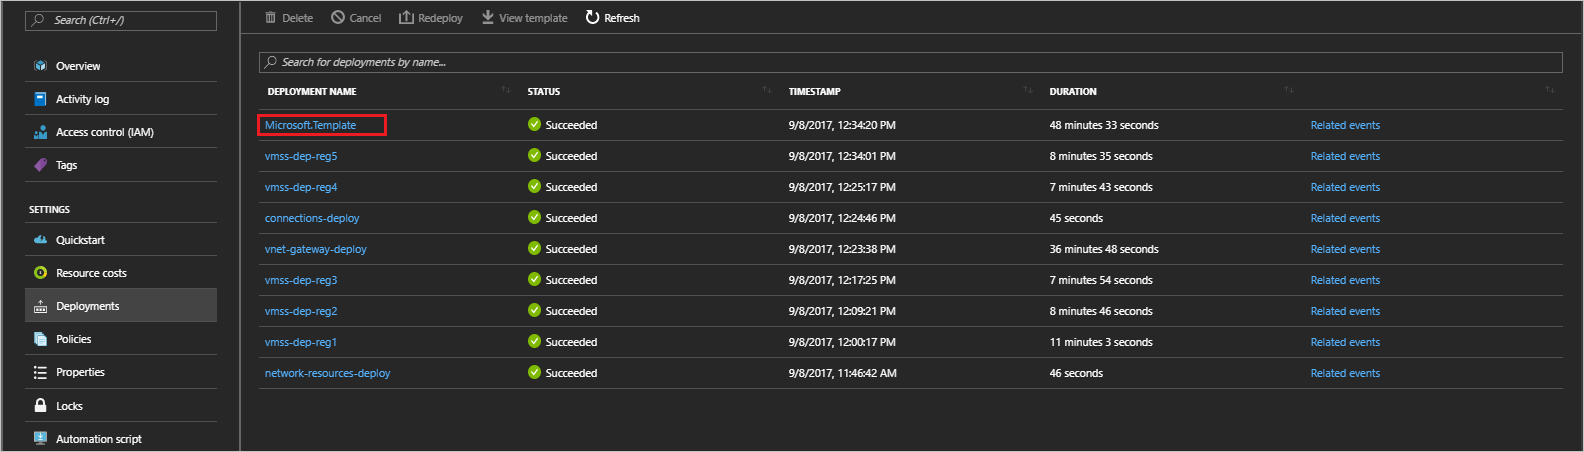 Search (Ctrl+/)
Delete Cancel Redeploy View template Refresh
Overview
Activity log
Access control (IAM)
Tags
SETTINGS
Quickstart
Resource costs
Deployments
Policies
Properties
Locks
Automation script
Search for deployments by name...
DEPLOYMENT NAME STATUS TIMESTAMP DURATION
Microsoft.Template Succeeded 9/8/2017, 12:34:20 PM 48 minutes 33 seconds Related events
vmss-dep-reg5 Succeeded 9/8/2017, 12:34:01 PM 8 minutes 35 seconds Related events
vmss-dep-reg4 Succeeded 9/8/2017, 12:25:17 PM 7 minutes 43 seconds Related events
connections-deploy Succeeded 9/8/2017, 12:24:46 PM 45 seconds Related events
vnet-gateway-deploy Succeeded 9/8/2017, 12:23:38 PM 36 minutes 48 seconds Related events
vmss-dep-reg3 Succeeded 9/8/2017, 12:17:25 PM 7 minutes 54 seconds Related events
vmss-dep-reg2 Succeeded 9/8/2017, 12:09:21 PM 8 minutes 46 seconds Related events
vmss-dep-reg1 Succeeded 9/8/2017, 12:00:17 PM 11 minutes 3 seconds Related events
network-resources-deploy Succeeded 9/8/2017, 11:46:42 AM 46 seconds Related events